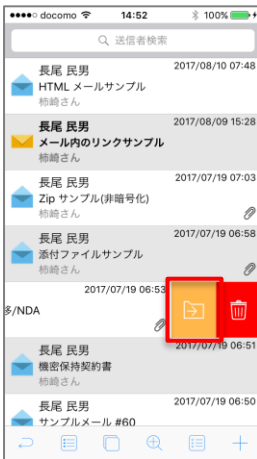 docomo 14:52 100%
送信者検索
長尾 民男 2017/08/10 07:48
HTML メールサンプル
柿崎さん
長尾 民男 2017/08/09 15:28
メール内のリンクサンプル
柿崎さん
長尾 民男 2017/07/19 07:03
Zip サンプル(非暗号化)
柿崎さん
長尾 民男 2017/07/19 06:58
添付ファイルサンプル
柿崎さん
2017/07/19 06:53
/NDA
長尾 民男 2017/07/19 06:51
機密保持契約書
柿崎さん
長尾 民男 2017/07/19 06:50
サンプルメール #60